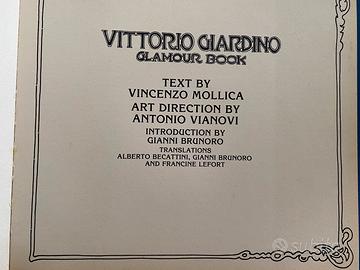 VITTORIO GIARDINO
GLAMOUR BOOK
TEXT BY
VINCENZO MOLLICA
ART DIRECTION BY
ANTONIO VIANOVI
INTRODUCTION BY
GIANNI BRUNORO
TRANSLATIONS
ALBERTO BECATTINI, GIANNI BRUNORO
AND FRANCINE LEFORT
subito